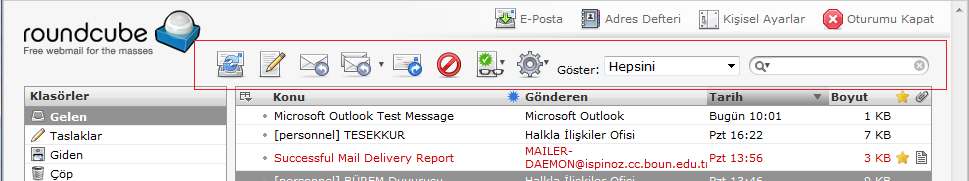 E-Posta Adres Defteri Kişisel Ayarlar Oturumu Kapat
roundcube
Free webmail for the masses
Göster: Hepsini
Klasörler
Gelen
Taslaklar
Giden
Çöp
Konu Gönderen Tarih Boyut
Microsoft Outlook Test Message Microsoft Outlook Bugün 10:01 1 KB
[personnel] TESEKKUR Halkla İlişkiler Ofisi Pzt 16:22 7 KB
Successful Mail Delivery Report MAILER-DAEMON@ispinoz.cc.boun.edu.tr Pzt 13:56 3 KB
[personnel] BÜREM Duyurusu Halkla İlişkiler Ofisi Pzt 13:46 9 KB